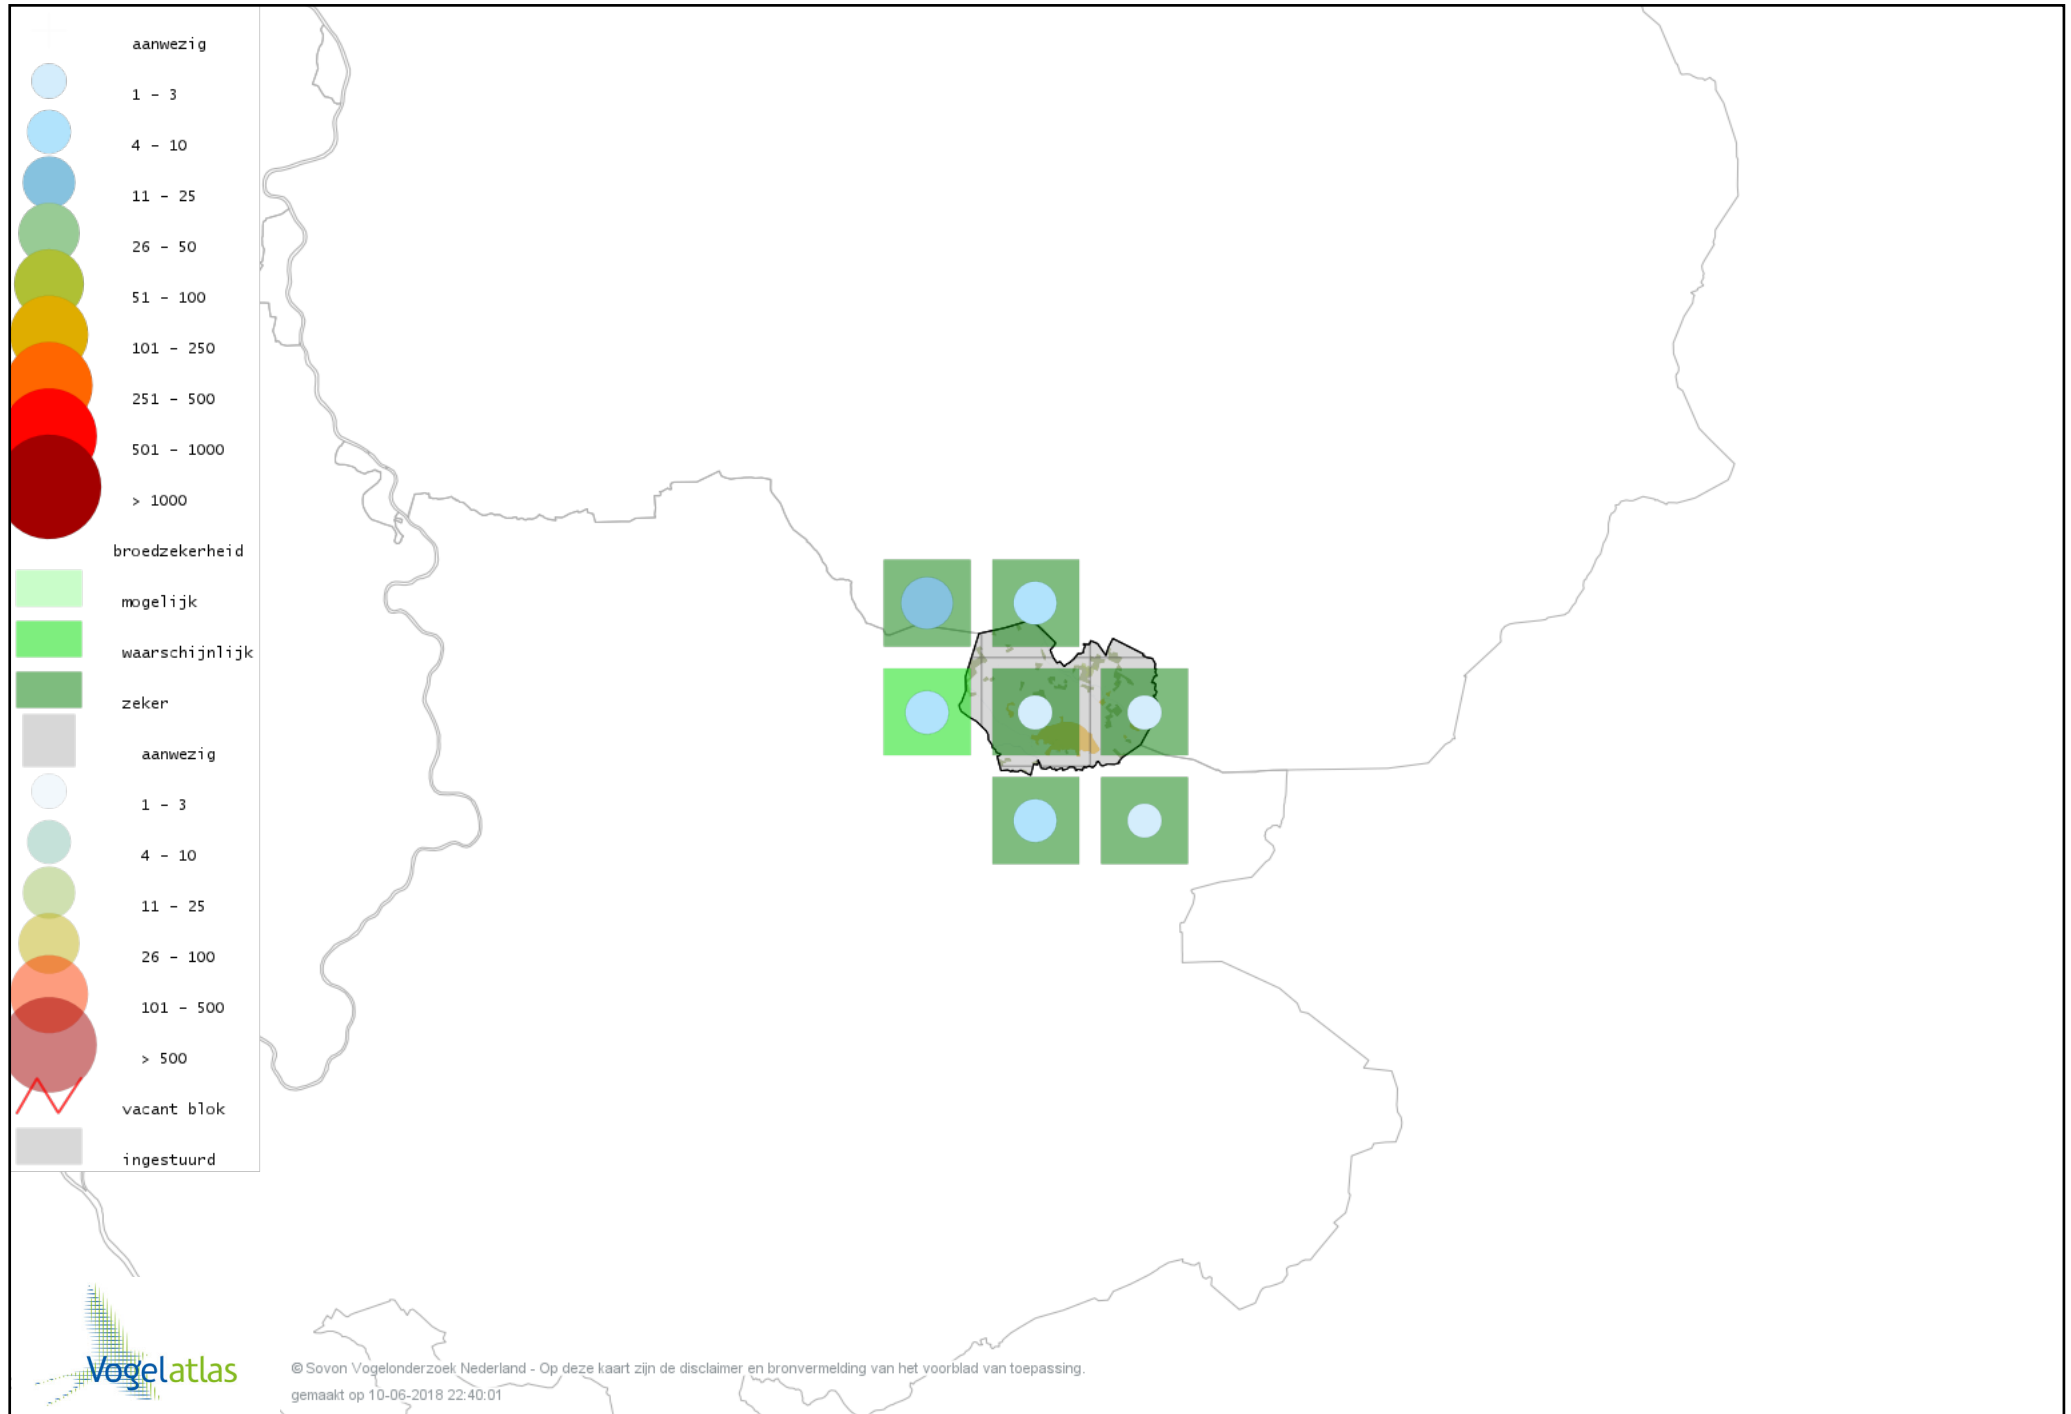 aanwezig
1 - 3
4 - 10
11 - 25
26 - 50
51 - 100
101 - 250
251 - 500
501 - 1000
> 1000
broedzekerheid
mogelijk
waarschijnlijk
zeker
aanwezig
1 - 3
4 - 10
11 - 25
26 - 100
101 - 500
> 500
vacant blok
ingestuurd
Vogelatlas
© Sovon Vogelonderzoek Nederland - Op deze kaart zijn de disclaimer en bronvermelding van het voorblad van toepassing.
gemaakt op 10-06-2018 22:40:01